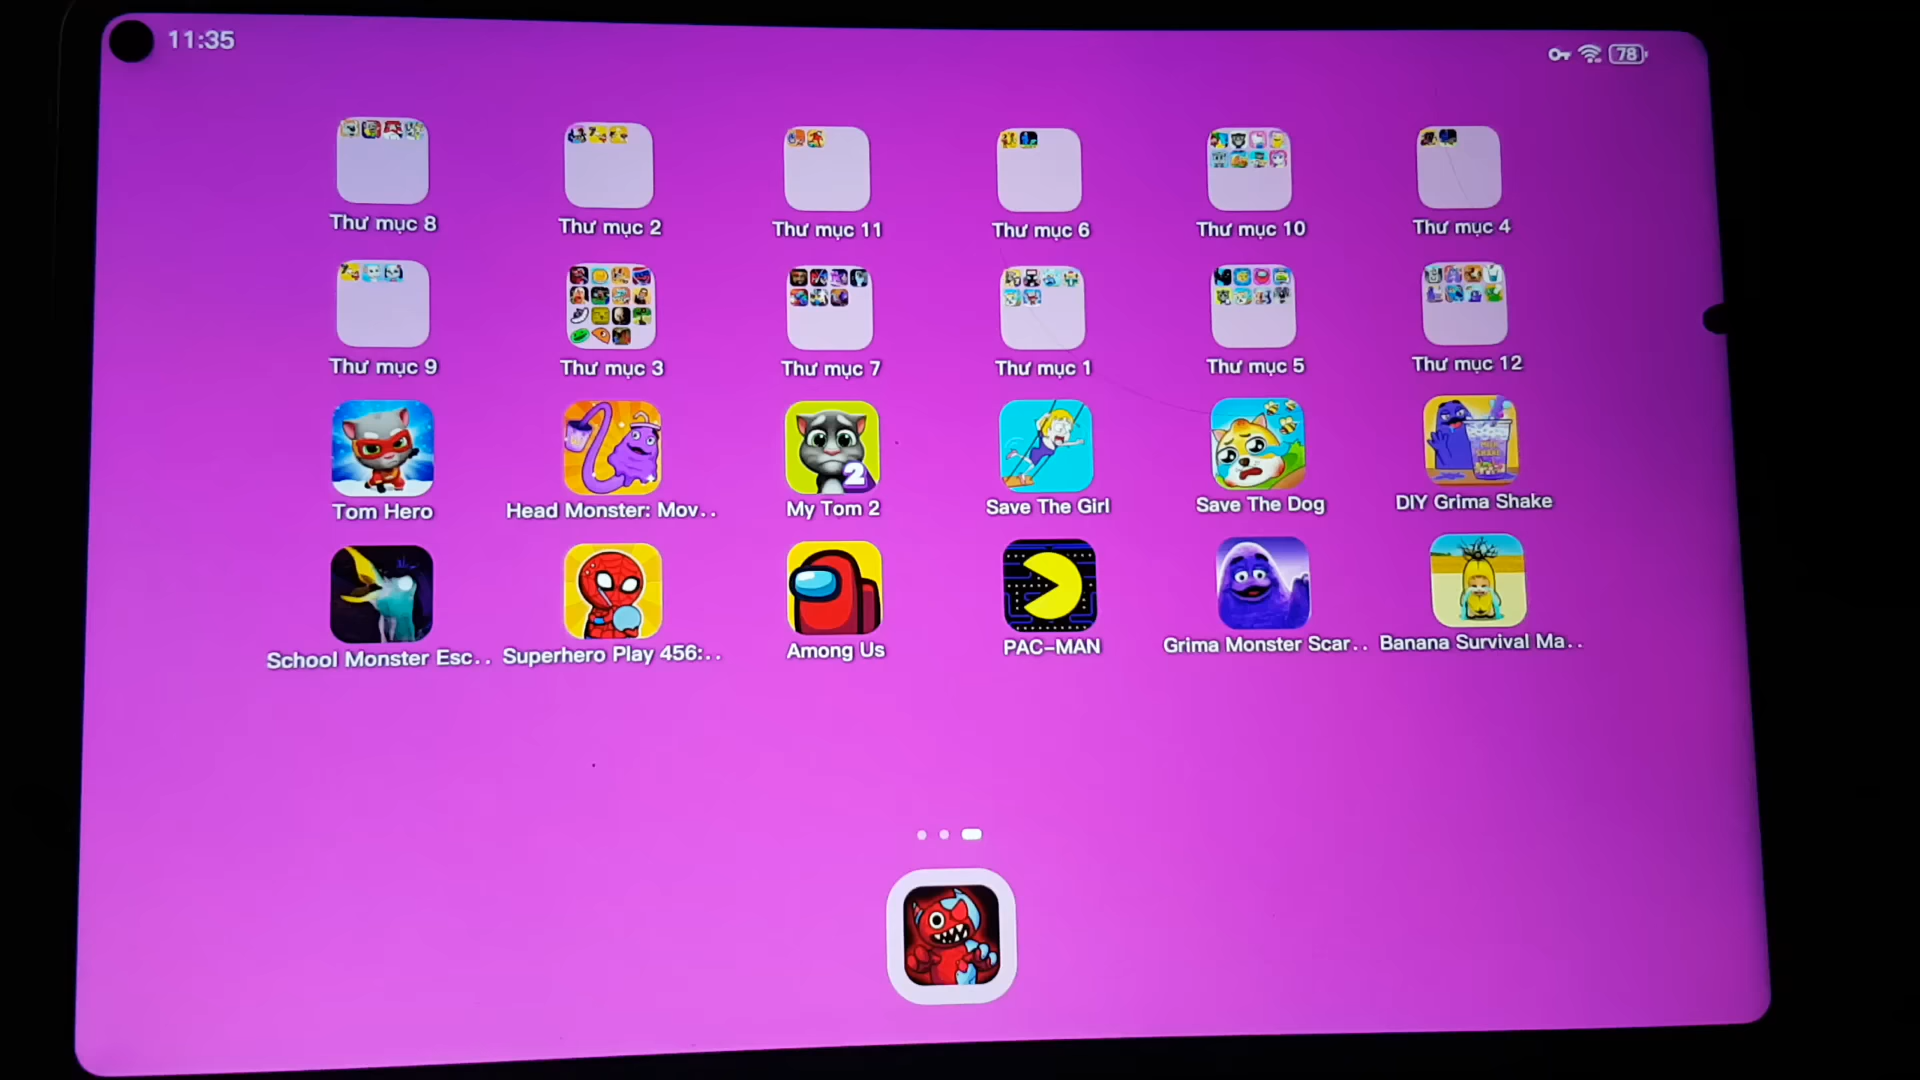 11:35
78
Thư mục 8
Thư mục 2
Thư mục 11
Thư mục 6
Thư mục 10
Thư mục 4
Thư mục 9
Thư mục 3
Thư mục 7
Thư mục 1
Thư mục 5
Thư mục 12
2
Tom Hero
Head Monster: Mov..
My Tom 2
Save The Girl
Save The Dog
DIY Grima Shake
School Monster Esc..
Superhero Play 456:..
Among Us
PAC-MAN
Grima Monster Scar..
Banana Survival Ma..